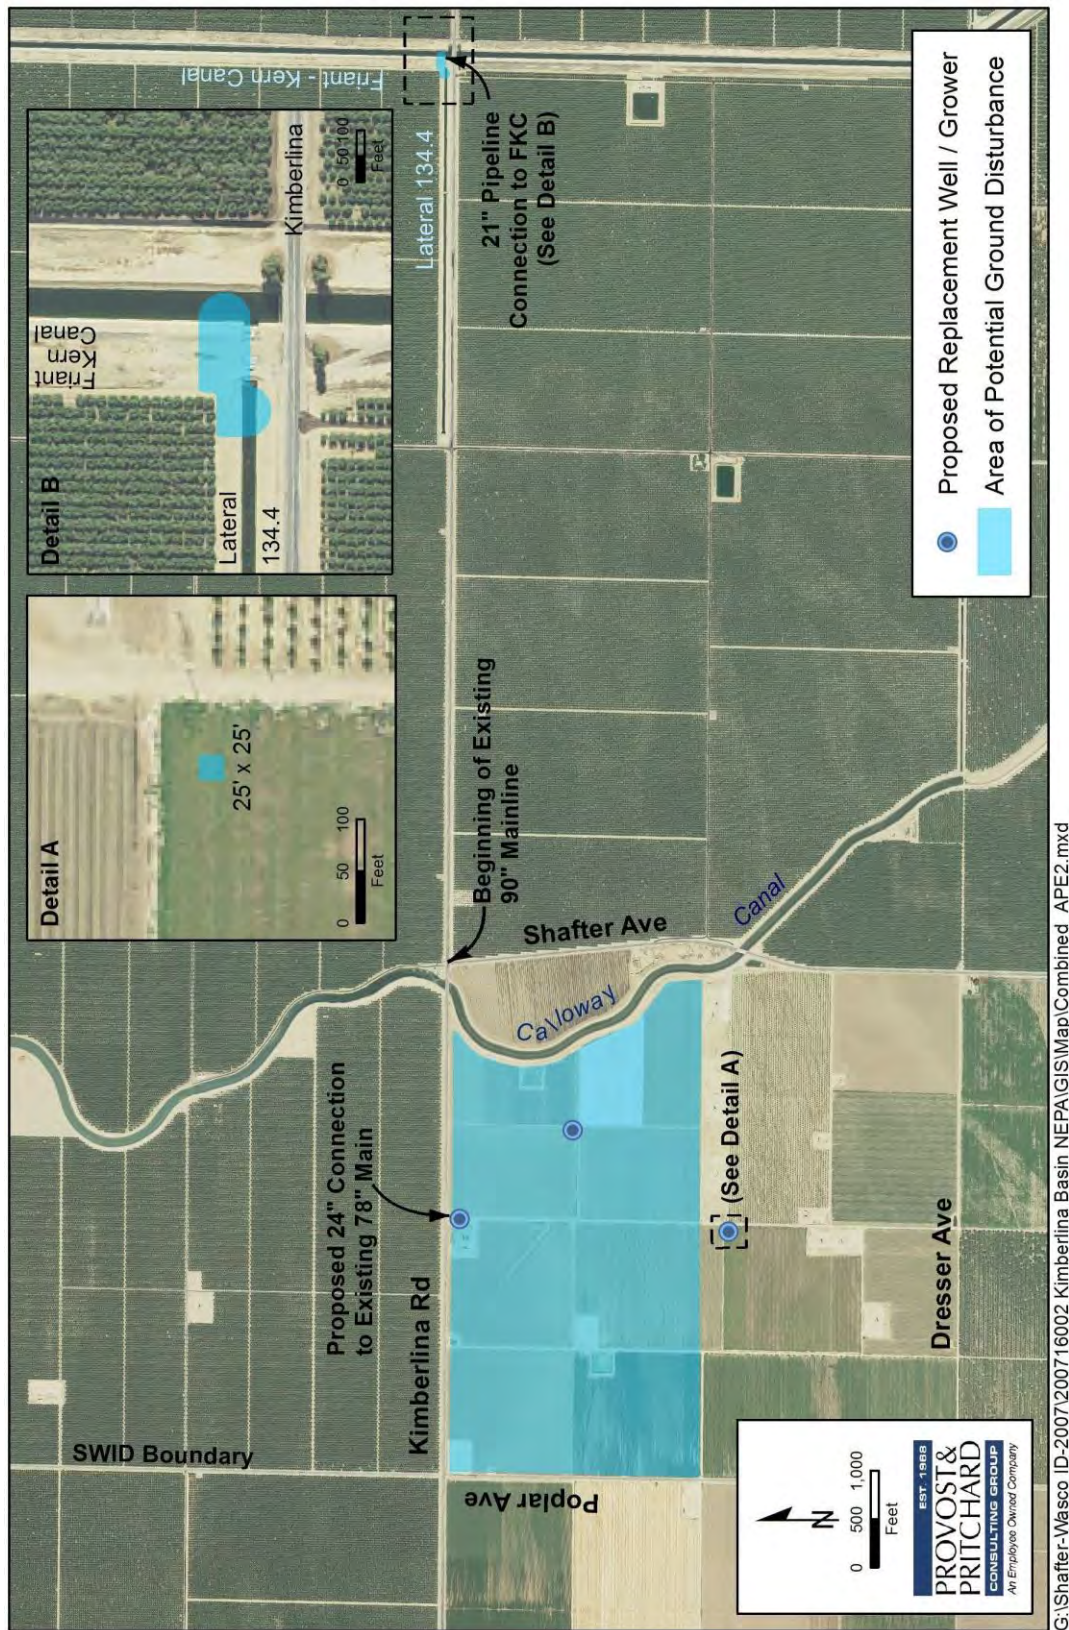 SWID Boundary
Kimberlina Rd
Poplar Ave
Proposed 24" Connection
to Existing 78" Main
Calloway
Canal
Shafter Ave
Beginning of Existing
90" Mainline
(See Detail A)
Dresser Ave
Detail A
25' x 25'
0 50 100
Feet
Detail B
Friant
Kern
Canal
Lateral
134.4
Kimberlina
0 50 100
Feet
Friant - Kern Canal
Lateral 134.4
21" Pipeline
Connection to FKC
(See Detail B)
N
0 500 1,000
Feet
EST. 1968
PROVOST&
PRITCHARD
CONSULTING GROUP
An Employee Owned Company
Proposed Replacement Well / Grower
Area of Potential Ground Disturbance
G:\Shafter-Wasco ID-2007\200716002 Kimberlina Basin NEPA\GIS\Map\Combined_APE2.mxd